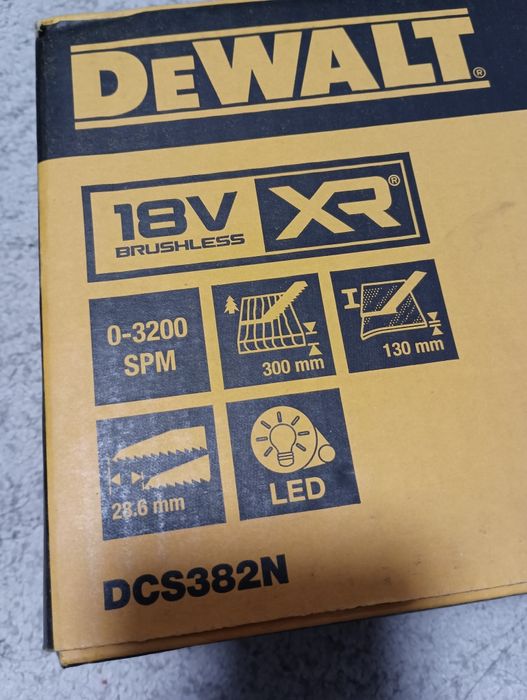 DEWALT®
18V
BRUSHLESS
XR®
0-3200
SPM
300 mm
130 mm
28.6 mm
LED
DCS382N